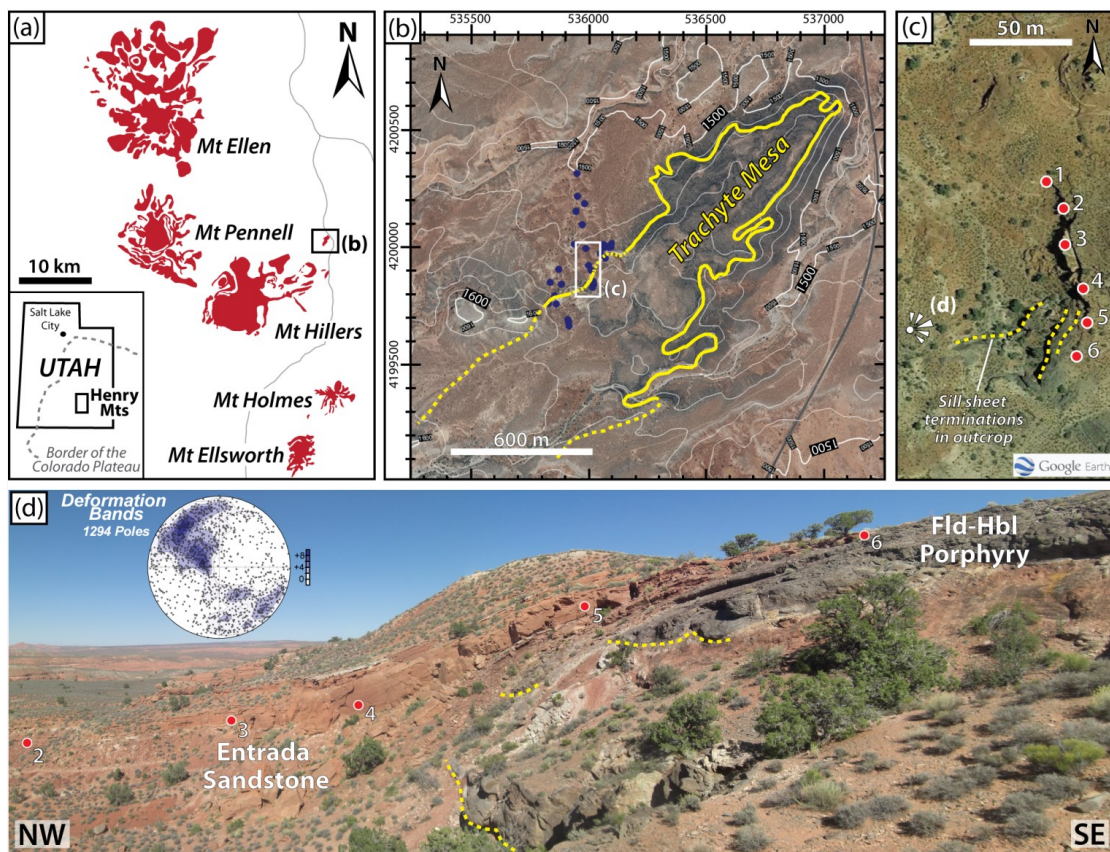 (a)
N
Mt Ellen
Mt Pennell
(b)
10 km
Mt Hillers
Salt Lake
City
UTAH
Henry
Mts
Border of the
Colorado Plateau
Mt Holmes
Mt Ellsworth
(b)
535500
536000
536500
537000
N
4200500
4200000
4199500
1500
Trachyte Mesa
(c)
1600
1500
1500
600 m
(c)
50 m
N
1
2
3
4
5
6
(d)
Sill sheet
terminations
in outcrop
Google Earth
(d)
Deformation
Bands
1294 Poles
+8
+4
0
Fld-Hbl
Porphyry
6
5
4
3
2
Entrada
Sandstone
NW
SE